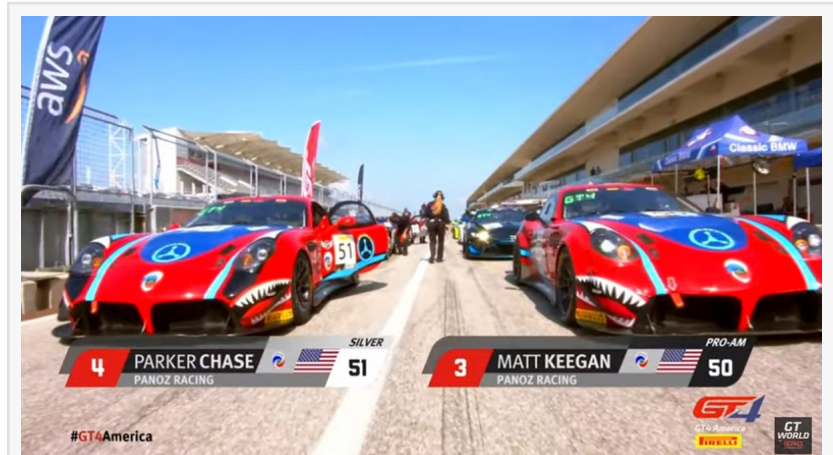 aws
Classic BMW
GT4
51
SILVER
4 PARKER CHASE 51
PANOZ RACING
PRO-AM
3 MATT KEEGAN 50
PANOZ RACING
#GT4America
GT4
GT4 America
PIRELLI
GT
WORLD
SRO